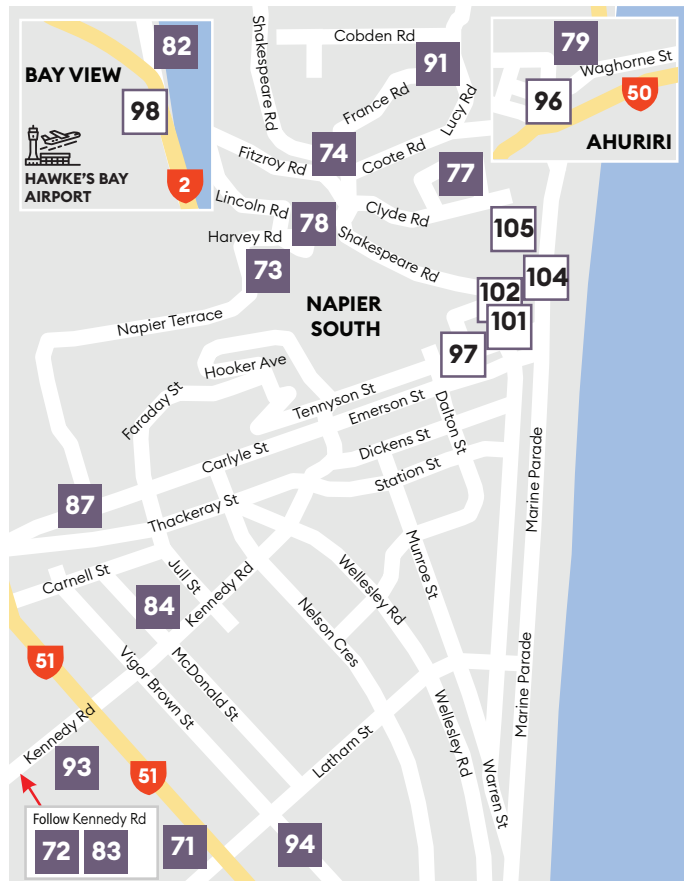 82
BAY VIEW
98
HAWKE'S BAY
AIRPORT
2
Shakespeare Rd
Cobden Rd
91
France Rd
Lucy Rd
79
Waghorne St
96
50
AHURIRI
74
Fitzroy Rd
Coote Rd
77
Lincoln Rd
78
Clyde Rd
105
Harvey Rd
Shakespeare Rd
73
104
102
101
NAPIER
SOUTH
97
Napier Terrace
Hooker Ave
Tennyson St
Emerson St
Dalton St
Faraday St
Carlyle St
Dickens St
Station St
Marine Parade
87
Thackeray St
Munroe St
Carnell St
Jull St
Kennedy Rd
Wellesley Rd
84
Nelson Cres
51
McDonald St
Vigor Brown St
Marine Parade
Kennedy Rd
Latham St
Wellesley Rd
93
51
Warren St
Follow Kennedy Rd
72 83
71
94